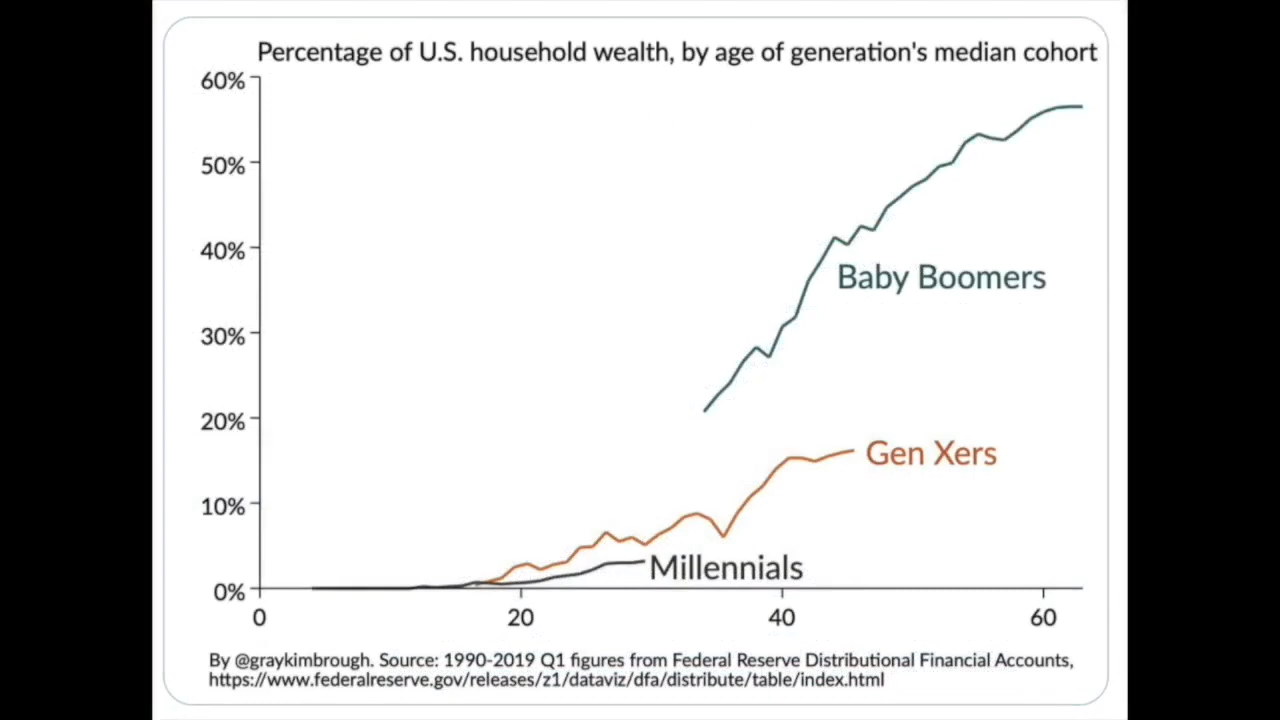 Percentage of U.S. household wealth, by age of generation's median cohort
60%
50%
40%
Baby Boomers
30%
20%
Gen Xers
10%
Millennials
0%
0 20 40 60
By @graykimbrough. Source: 1990-2019 Q1 figures from Federal Reserve Distributional Financial Accounts,
https://www.federalreserve.gov/releases/z1/dataviz/dfa/distribute/table/index.html